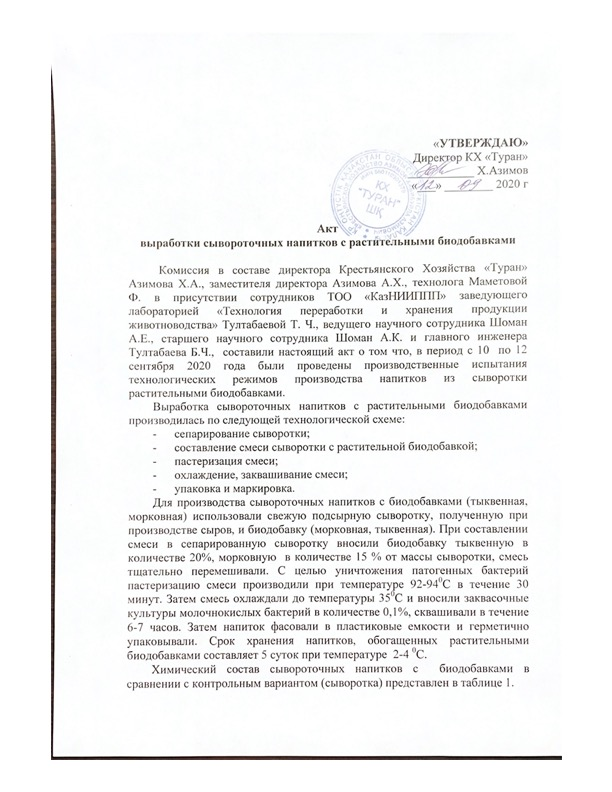 «УТВЕРЖДАЮ»
Директор КХ «Туран»
Х.Азимов
«12» 09 2020 г
КХ
"ТУРАН"
ШҚ
Акт
выработки сывороточных напитков с растительными биодобавками
Комиссия в составе директора Крестьянского Хозяйства «Туран»
Азимова Х.А., заместителя директора Азимова А.Х., технолога Маметовой
Ф. в присутствии сотрудников ТОО «КазНИИППП» заведующего
лабораторией «Технология переработки и хранения продукции
животноводства» Тултабаевой Т. Ч., ведущего научного сотрудника Шоман
А.Е., старшего научного сотрудника Шоман А.К. и главного инженера
Тултабаева Б.Ч., составили настоящий акт о том что, в период с 10 по 12
сентября 2020 года были проведены производственные испытания
технологических режимов производства напитков из сыворотки
растительными биодобавками.
Выработка сывороточных напитков с растительными биодобавками
производилась по следующей технологической схеме:
- сепарирование сыворотки;
- составление смеси сыворотки с растительной биодобавкой;
- пастеризация смеси;
- охлаждение, заквашивание смеси;
- упаковка и маркировка.
Для производства сывороточных напитков с биодобавками (тыквенная,
морковная) использовали свежую подсырную сыворотку, полученную при
производстве сыров, и биодобавку (морковная, тыквенная). При составлении
смеси в сепарированную сыворотку вносили биодобавку тыквенную в
количестве 20%, морковную в количестве 15 % от массы сыворотки, смесь
тщательно перемешивали. С целью уничтожения патогенных бактерий
пастеризацию смеси производили при температуре 92-94⁰С в течение 30
минут. Затем смесь охлаждали до температуры 35⁰С и вносили заквасочные
культуры молочнокислых бактерий в количестве 0,1%, сквашивали в течение
6-7 часов. Затем напиток фасовали в пластиковые емкости и герметично
упаковывали. Срок хранения напитков, обогащенных растительными
биодобавками составляет 5 суток при температуре 2-4 ⁰С.
Химический состав сывороточных напитков с биодобавками в
сравнении с контрольным вариантом (сыворотка) представлен в таблице 1.